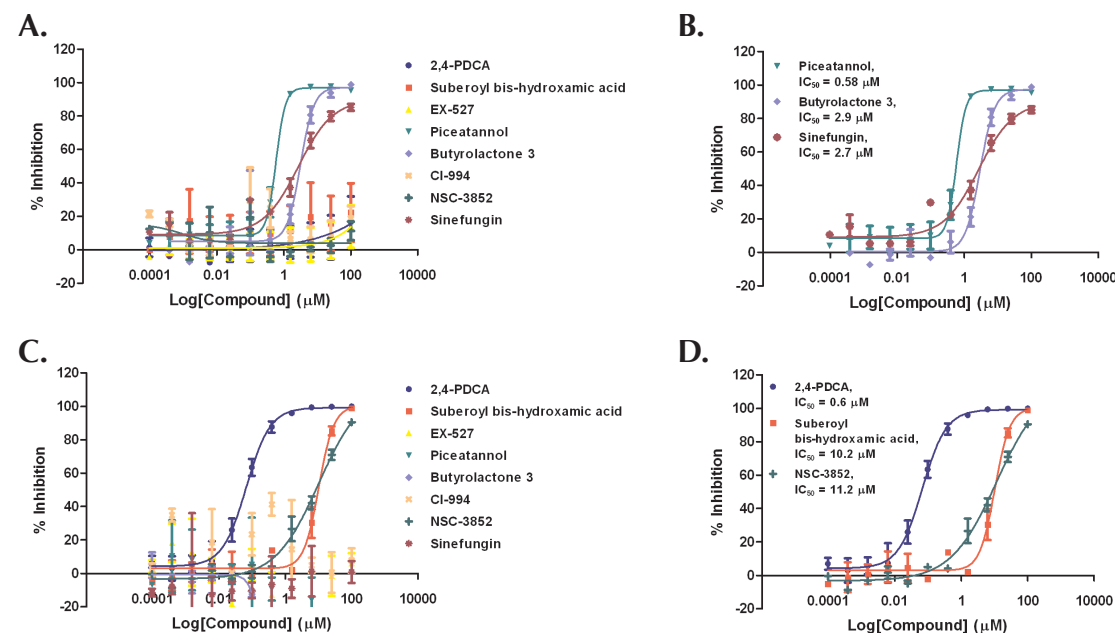 A.
120
100
80
60
40
20
0
-20
% Inhibition
0.0001 0.01 1 100 10000
Log[Compound] (µM)
2,4-PDCA
Suberoyl bis-hydroxamic acid
EX-527
Piceatannol
Butyrolactone 3
CI-994
NSC-3852
Sinefungin
B.
120
100
80
60
40
20
0
-20
% Inhibition
0.0001 0.01 1 100 10000
Log[Compound] (µM)
Piceatannol,
IC50 = 0.58 µM
Butyrolactone 3,
IC50 = 2.9 µM
Sinefungin,
IC50 = 2.7 µM
C.
120
100
80
60
40
20
0
-20
% Inhibition
0.0001 0.01 1 100 10000
Log[Compound] (µM)
2,4-PDCA
Suberoyl bis-hydroxamic acid
EX-527
Piceatannol
Butyrolactone 3
CI-994
NSC-3852
Sinefungin
D.
120
100
80
60
40
20
0
-20
% Inhibition
0.0001 0.01 1 100 10000
Log[Compound] (µM)
2,4-PDCA,
IC50 = 0.6 µM
Suberoyl
bis-hydroxamic acid,
IC50 = 10.2 µM
NSC-3852,
IC50 = 11.2 µM